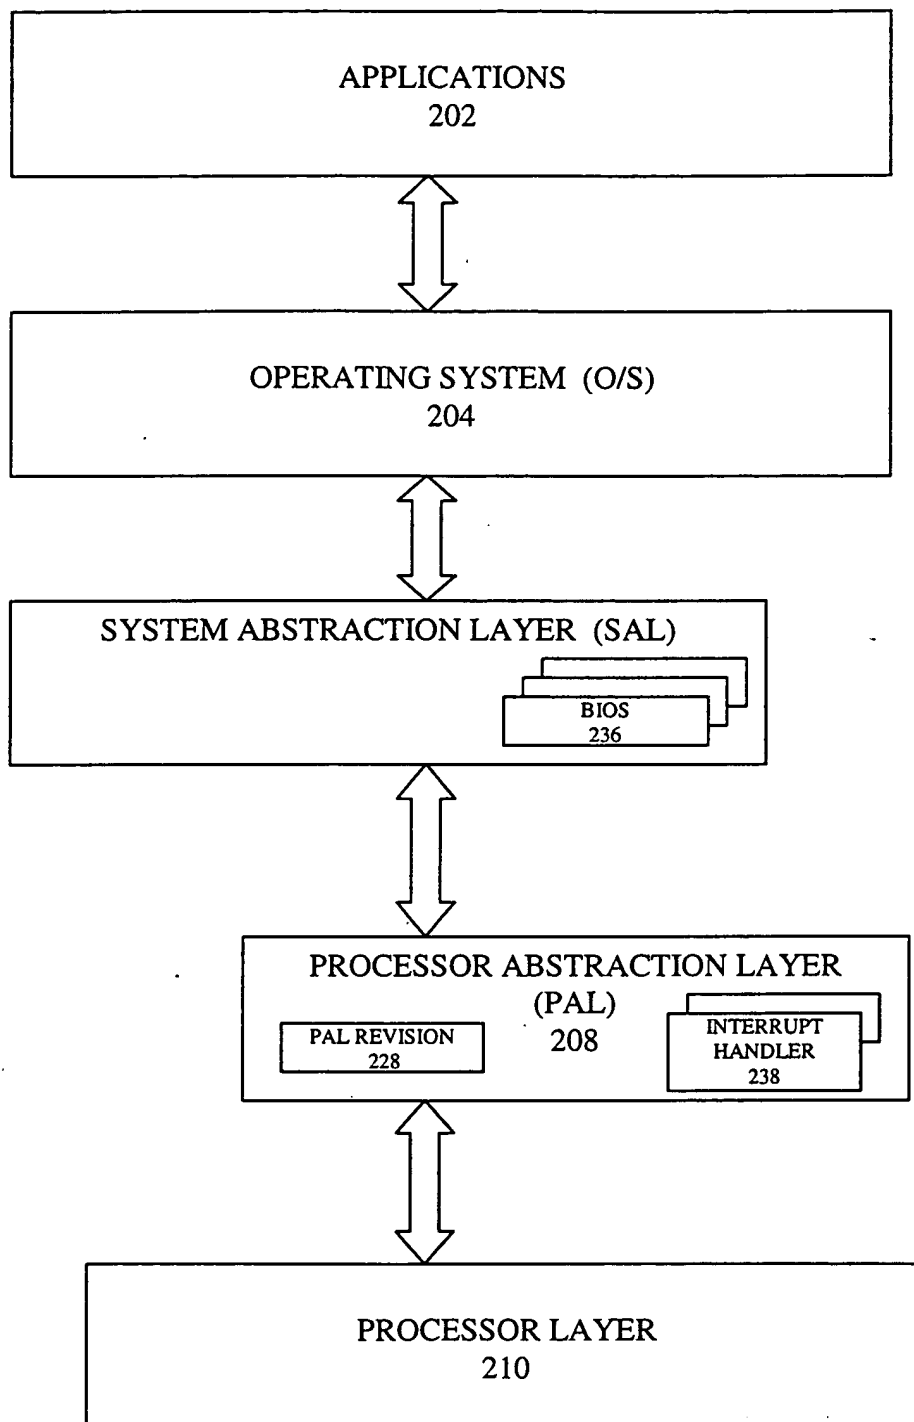 APPLICATIONS
202
OPERATING SYSTEM (O/S)
204
SYSTEM ABSTRACTION LAYER (SAL)
BIOS
236
PROCESSOR ABSTRACTION LAYER
(PAL)
208
PAL REVISION
228
INTERRUPT
HANDLER
238
PROCESSOR LAYER
210